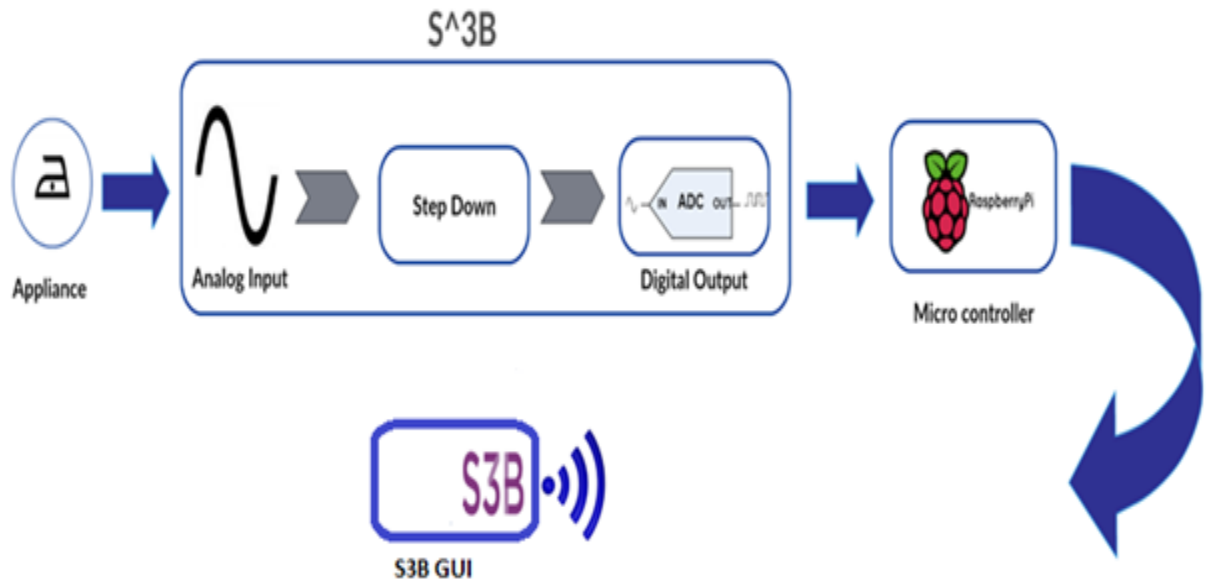 S^3B
Step Down
IN ADC OUT
RaspberryPi
Appliance
Analog Input
Digital Output
Micro controller
S3B
S3B GUI